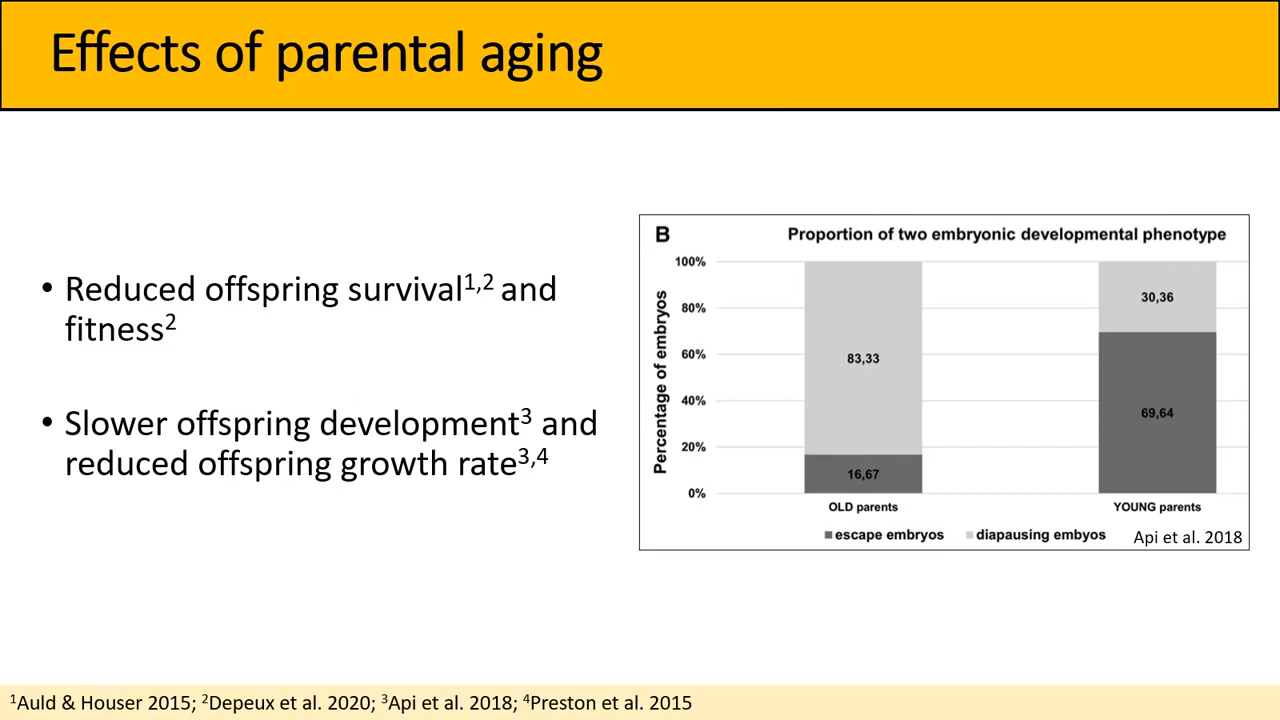 Effects of parental aging
• Reduced offspring survival1,2 and
fitness2
• Slower offspring development3 and
reduced offspring growth rate3,4
B
Proportion of two embryonic developmental phenotype
Percentage of embryos
100%
80%
60%
40%
20%
0%
83,33
16,67
30,36
69,64
OLD parents
YOUNG parents
escape embryos
diapausing embyos
Api et al. 2018
1Auld & Houser 2015; 2Depeux et al. 2020; 3Api et al. 2018; 4Preston et al. 2015